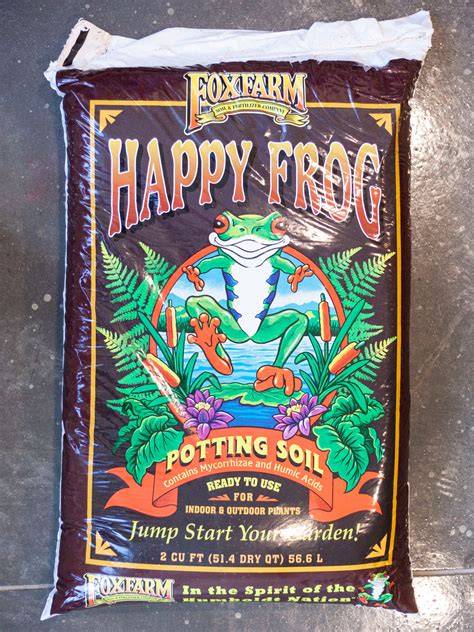 FOXFARM
SOIL & FERTILIZER COMPANY
HAPPY FROG
POTTING SOIL
Contains Mycorrhizae and Humic Acids
READY TO USE
FOR
INDOOR & OUTDOOR PLANTS
Jump Start Your Garden!
2 CU FT (51.4 DRY QT) 56.6 L
FOXFARM In the Spirit of the
Humboldt Nation